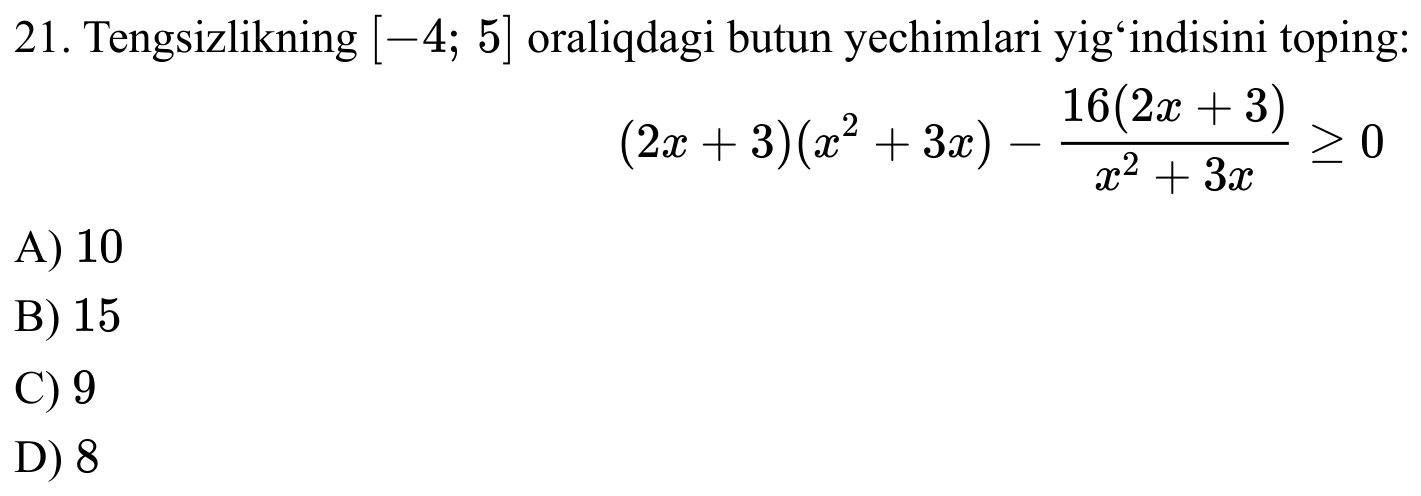 21. Tengsizlikning [−4; 5] oraliqdagi butun yechimlari yig‘indisini toping:
(2x + 3)(x² + 3x) − \frac{16(2x + 3)}{x² + 3x} ≥ 0
A) 10
B) 15
C) 9
D) 8